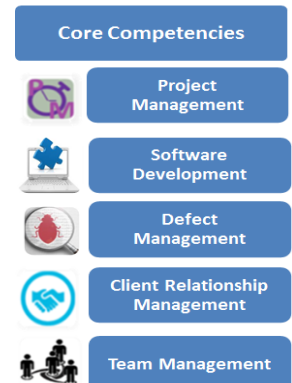 Core Competencies
P
M
Project
Management
Software
Development
Defect
Management
Client Relationship
Management
Team Management